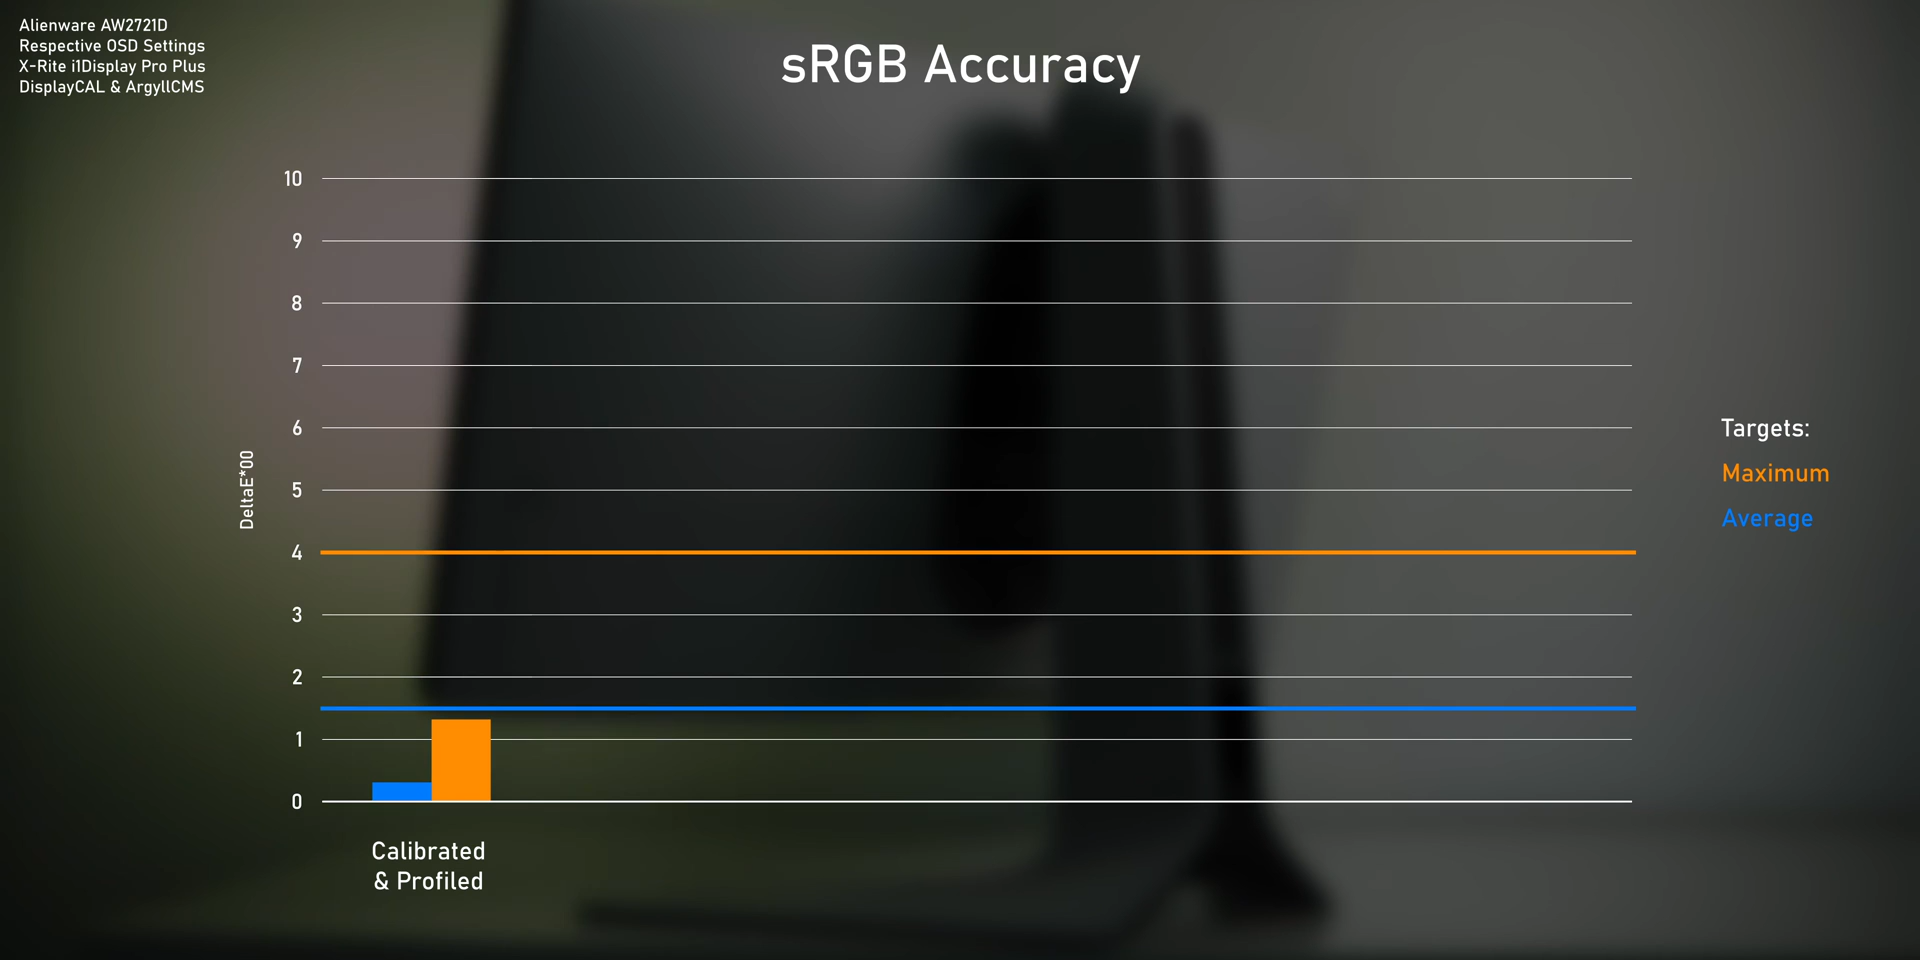 Alienware AW2721D
Respective OSD Settings
X-Rite i1Display Pro Plus
DisplayCAL & ArgyllCMS
sRGB Accuracy
10
9
8
7
6
5
4
3
2
1
0
DeltaE*00
Targets:
Maximum
Average
Calibrated
& Profiled